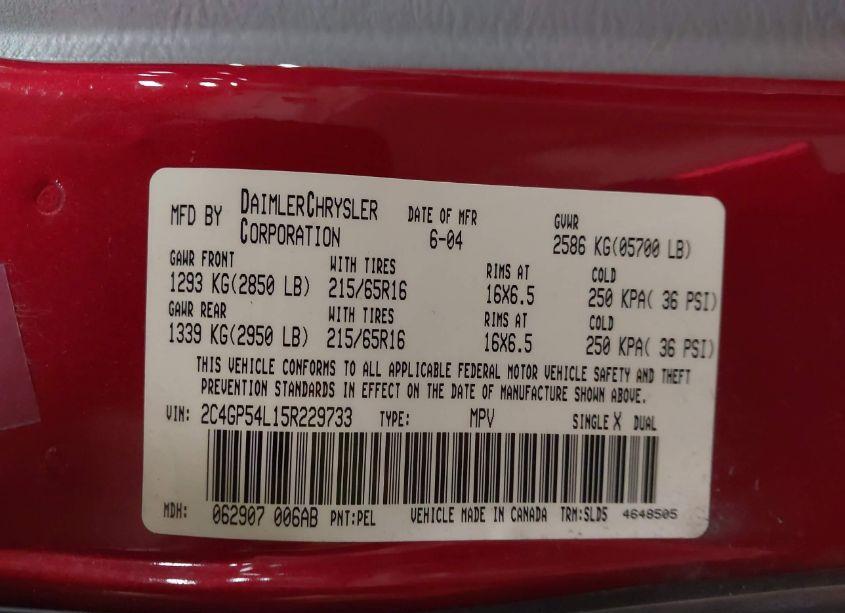 MFD BY DAIMLERCHRYSLER CORPORATION DATE OF MFR 6-04 GVWR 2586 KG(05700 LB)
GAWR FRONT WITH TIRES RIMS AT COLD
1293 KG(2850 LB) 215/65R16 16X6.5 250 KPA( 36 PSI)
GAWR REAR WITH TIRES RIMS AT COLD
1339 KG(2950 LB) 215/65R16 16X6.5 250 KPA( 36 PSI)
THIS VEHICLE CONFORMS TO ALL APPLICABLE FEDERAL MOTOR VEHICLE SAFETY AND THEFT
PREVENTION STANDARDS IN EFFECT ON THE DATE OF MANUFACTURE SHOWN ABOVE.
VIN: 2C4GP54L15R229733 TYPE: MPV SINGLE X DUAL
MDH: 062907 006AB PNT:PEL VEHICLE MADE IN CANADA TRM:SLD5 4648505